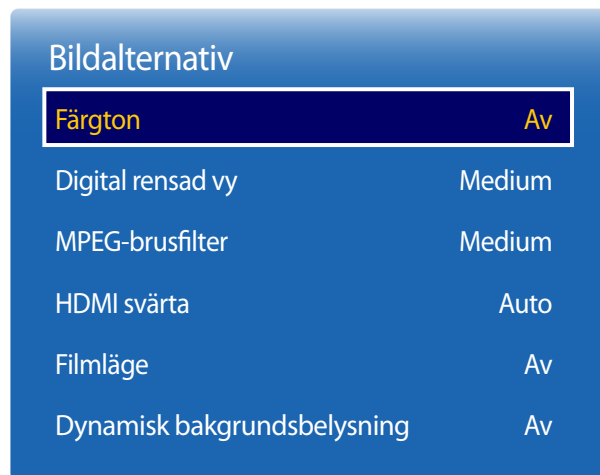 Bildalternativ
Färgton Av
Digital rensad vy Medium
MPEG-brusfilter Medium
HDMI svärta Auto
Filmläge Av
Dynamisk bakgrundsbelysning Av